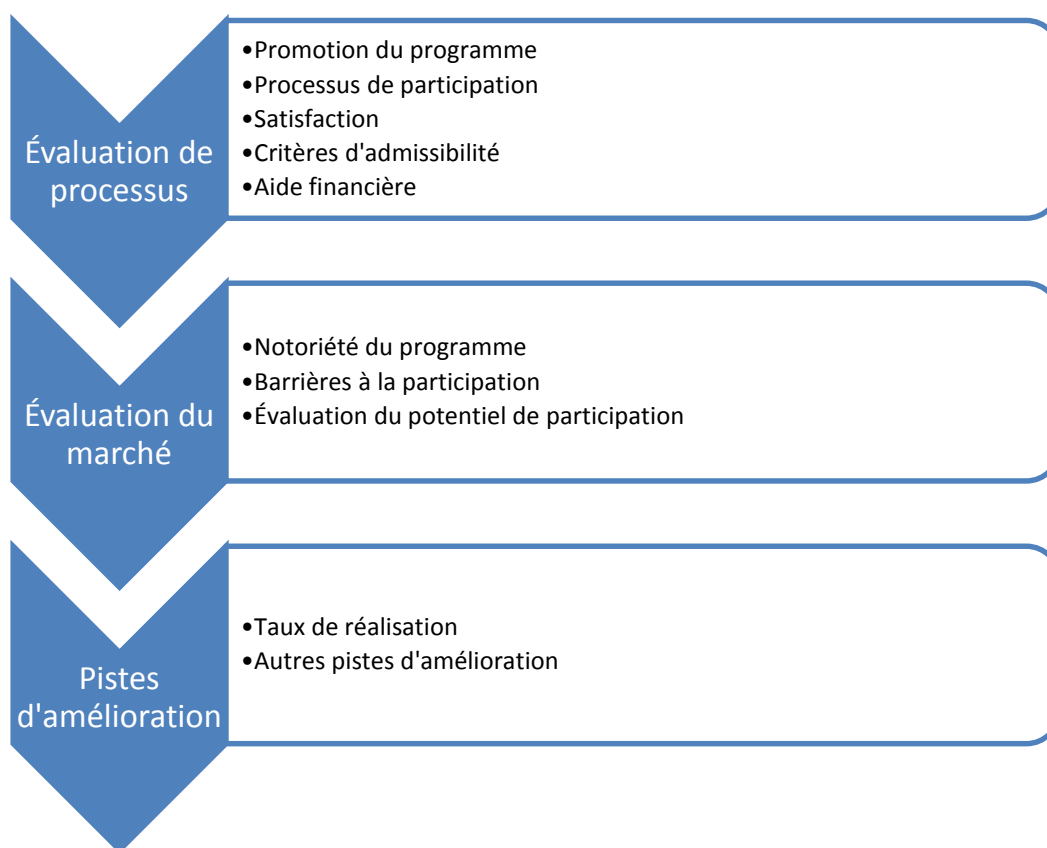 Évaluation de
processus
•Promotion du programme
•Processus de participation
•Satisfaction
•Critères d'admissibilité
•Aide financière
Évaluation du
marché
•Notoriété du programme
•Barrières à la participation
•Évaluation du potentiel de participation
Pistes
d'amélioration
•Taux de réalisation
•Autres pistes d'amélioration